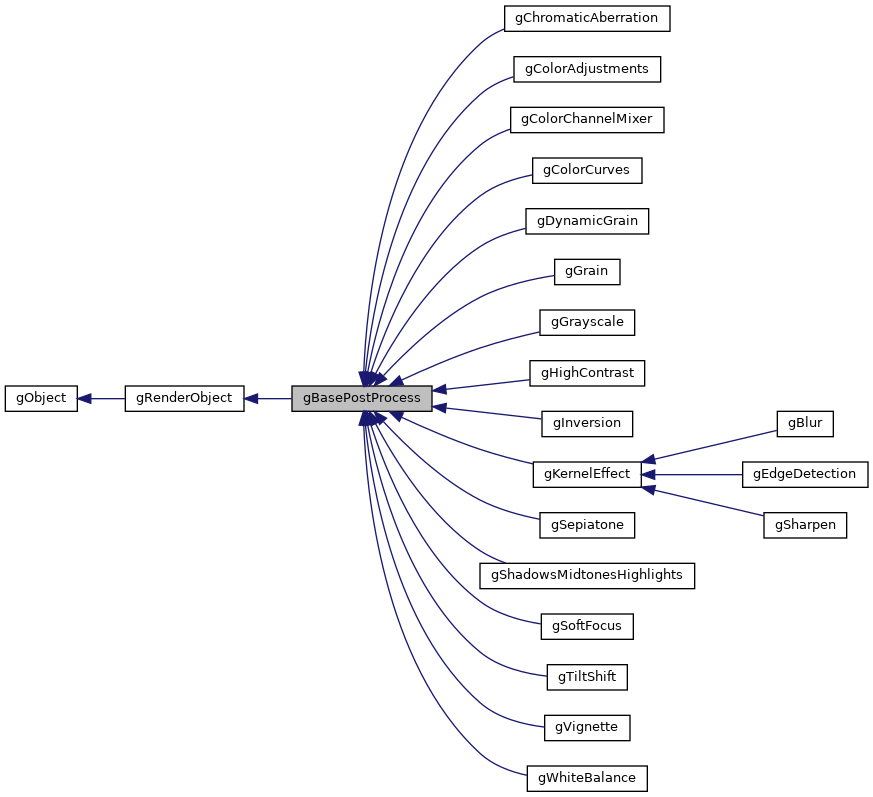 gChromaticAberration
gColorAdjustments
gColorChannelMixer
gColorCurves
gDynamicGrain
gGrain
gGrayscale
gHighContrast
gObject
gRenderObject
gBasePostProcess
gInversion
gBlur
gKernelEffect
gEdgeDetection
gSepiatone
gSharpen
gShadowsMidtonesHighlights
gSoftFocus
gTiltShift
gVignette
gWhiteBalance